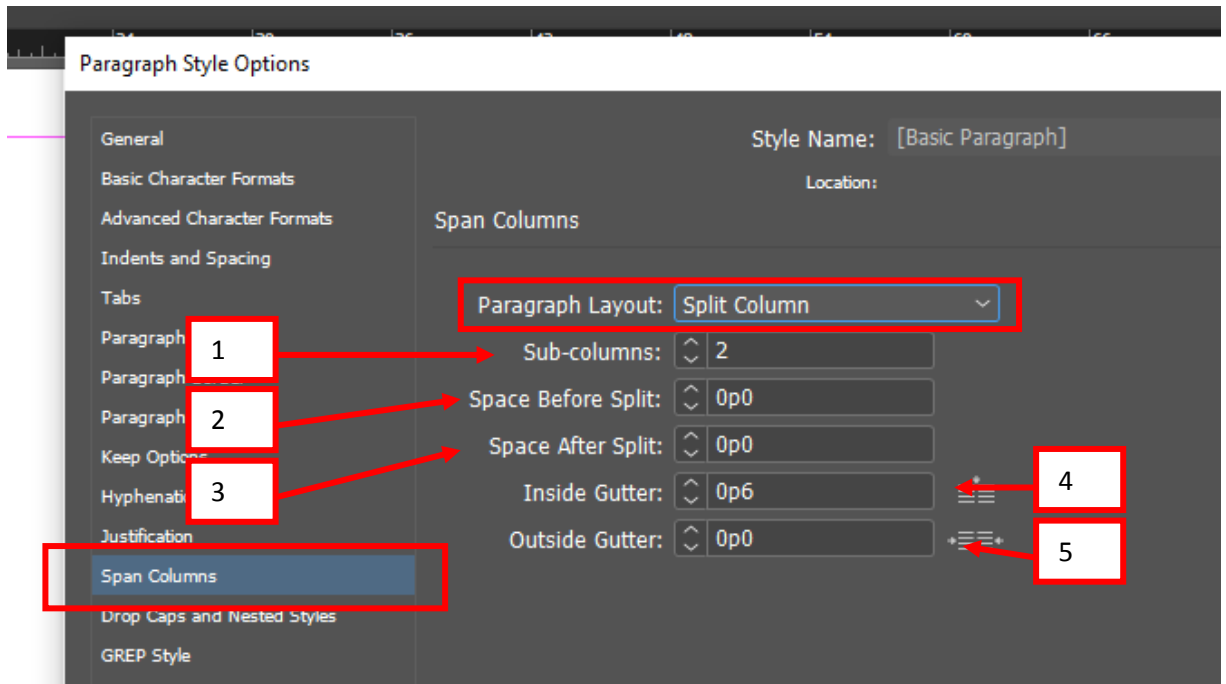 Paragraph Style Options
General
Basic Character Formats
Advanced Character Formats
Indents and Spacing
Tabs
Paragraph
Paragraph
Paragraph
Keep Options
Justification
Span Columns
Drop Caps and Nested Styles
GREP Style
Style Name: [Basic Paragraph]
Location:
Span Columns
Paragraph Layout: Split Column
Sub-columns: 2
Space Before Split: 0p0
Space After Split: 0p0
Inside Gutter: 0p6
Outside Gutter: 0p0
1
2
3
4
5